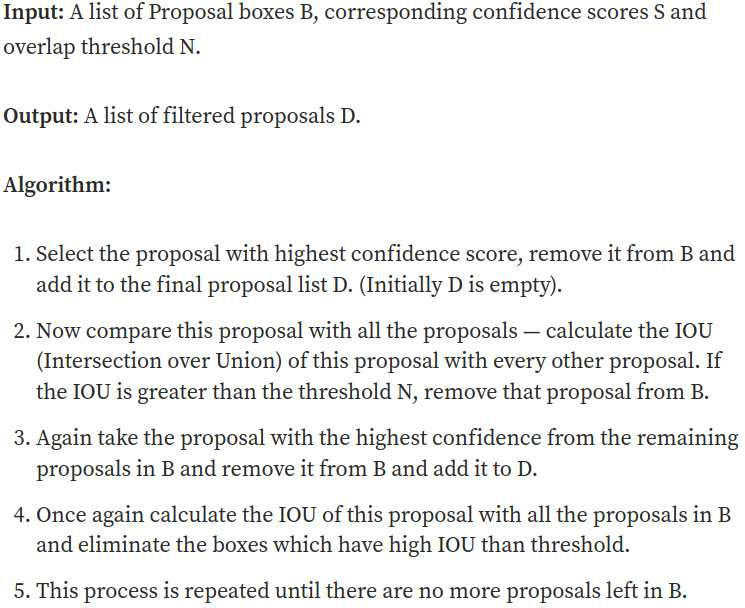 Input: A list of Proposal boxes B, corresponding confidence scores S and
overlap threshold N.
Output: A list of filtered proposals D.
Algorithm:
1. Select the proposal with highest confidence score, remove it from B and
add it to the final proposal list D. (Initially D is empty).
2. Now compare this proposal with all the proposals — calculate the IOU
(Intersection over Union) of this proposal with every other proposal. If
the IOU is greater than the threshold N, remove that proposal from B.
3. Again take the proposal with the highest confidence from the remaining
proposals in B and remove it from B and add it to D.
4. Once again calculate the IOU of this proposal with all the proposals in B
and eliminate the boxes which have high IOU than threshold.
5. This process is repeated until there are no more proposals left in B.